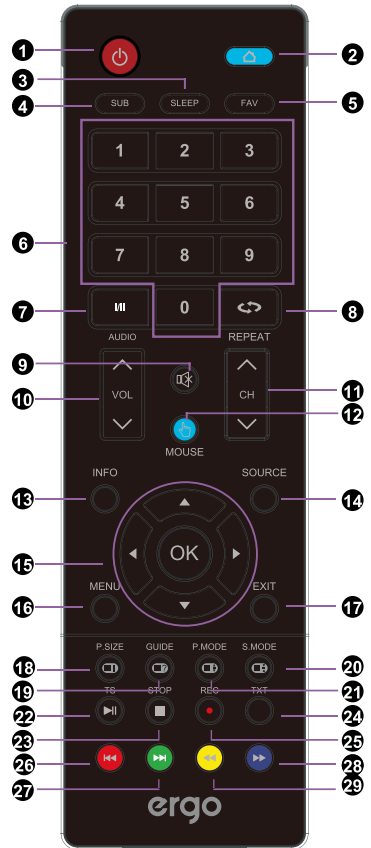 1 2
3
4 SUB SLEEP FAV 5
1 2 3
4 5 6
6
7 8 9
7 I/II 0 8
AUDIO REPEAT
9
10 VOL CH 11
12
MOUSE
INFO SOURCE
13 14
OK
15
MENU EXIT
16 17
P.SIZE GUIDE P.MODE S.MODE
18 20
19 21
TS STOP REC TXT
22 24
23 25
26 28
27 29
ergo